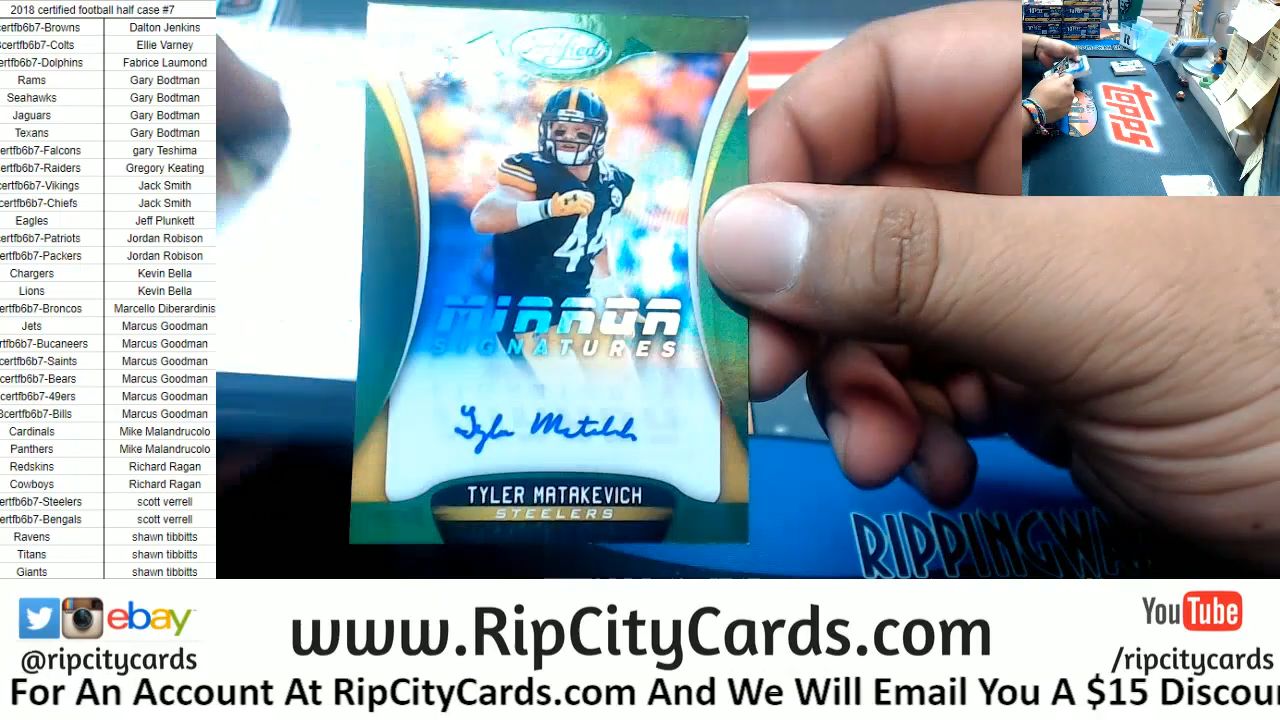 2018 certified football half case #7
certfb6b7-Browns Dalton Jenkins
certfb6b7-Colts Ellie Varney
ertfb6b7-Dolphins Fabrice Laumond
Rams Gary Bodtman
Seahawks Gary Bodtman
Jaguars Gary Bodtman
Texans Gary Bodtman
certfb6b7-Falcons gary Teshima
ertfb6b7-Raiders Gregory Keating
certfb6b7-Vikings Jack Smith
certfb6b7-Chiefs Jack Smith
Eagles Jeff Plunkett
ertfb6b7-Patriots Jordan Robison
ertfb6b7-Packers Jordan Robison
Chargers Kevin Bella
Lions Kevin Bella
ertfb6b7-Broncos Marcello Diberardinis
Jets Marcus Goodman
rtfb6b7-Bucaneers Marcus Goodman
certfb6b7-Saints Marcus Goodman
certfb6b7-Bears Marcus Goodman
certfb6b7-49ers Marcus Goodman
3certfb6b7-Bills Marcus Goodman
Cardinals Mike Malandrucolo
Panthers Mike Malandrucolo
Redskins Richard Ragan
Cowboys Richard Ragan
ertfb6b7-Steelers scott verrell
ertfb6b7-Bengals scott verrell
Ravens shawn tibbitts
Titans shawn tibbitts
Giants shawn tibbitts
Certified
44
MIRROR
SIGNATURES
TYLER MATAKEVICH
STEELERS
topps
RIPPINGWA
ebay
@ripcitycards
www.RipCityCards.com
YouTube
/ripcitycards
For An Account At RipCityCards.com And We Will Email You A $15 Discoun